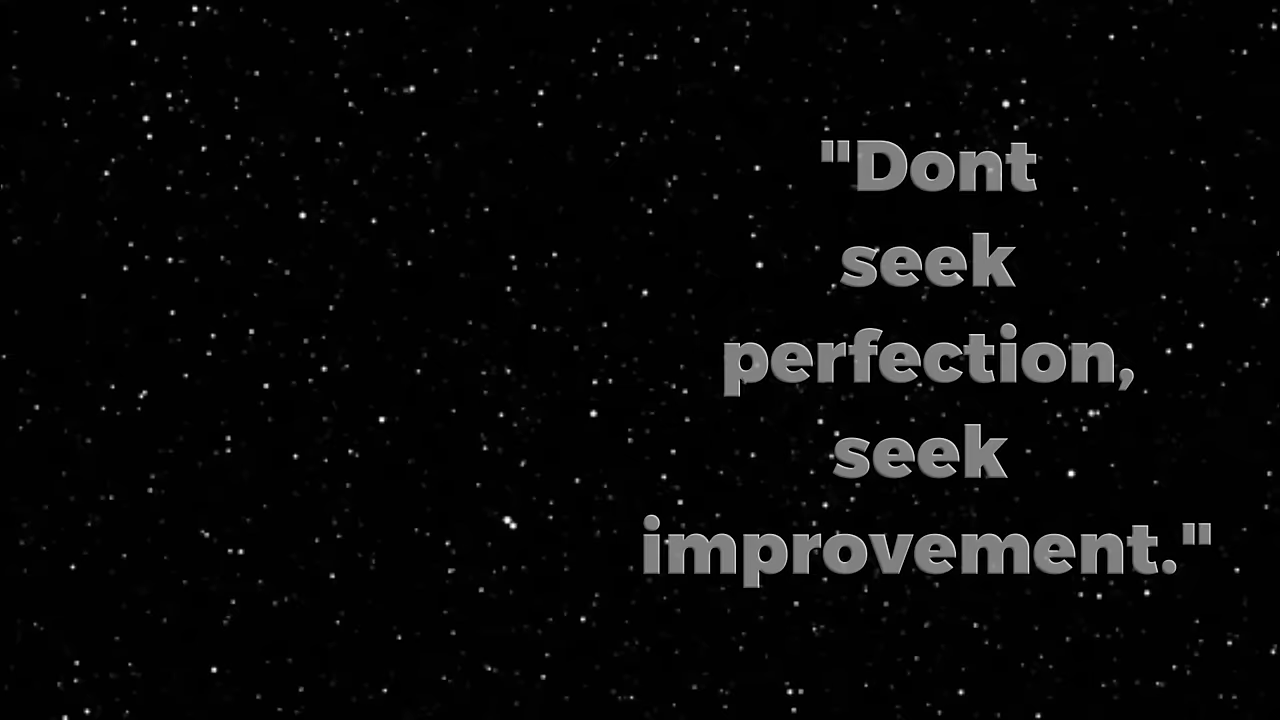 "Dont
seek
perfection,
seek
improvement."